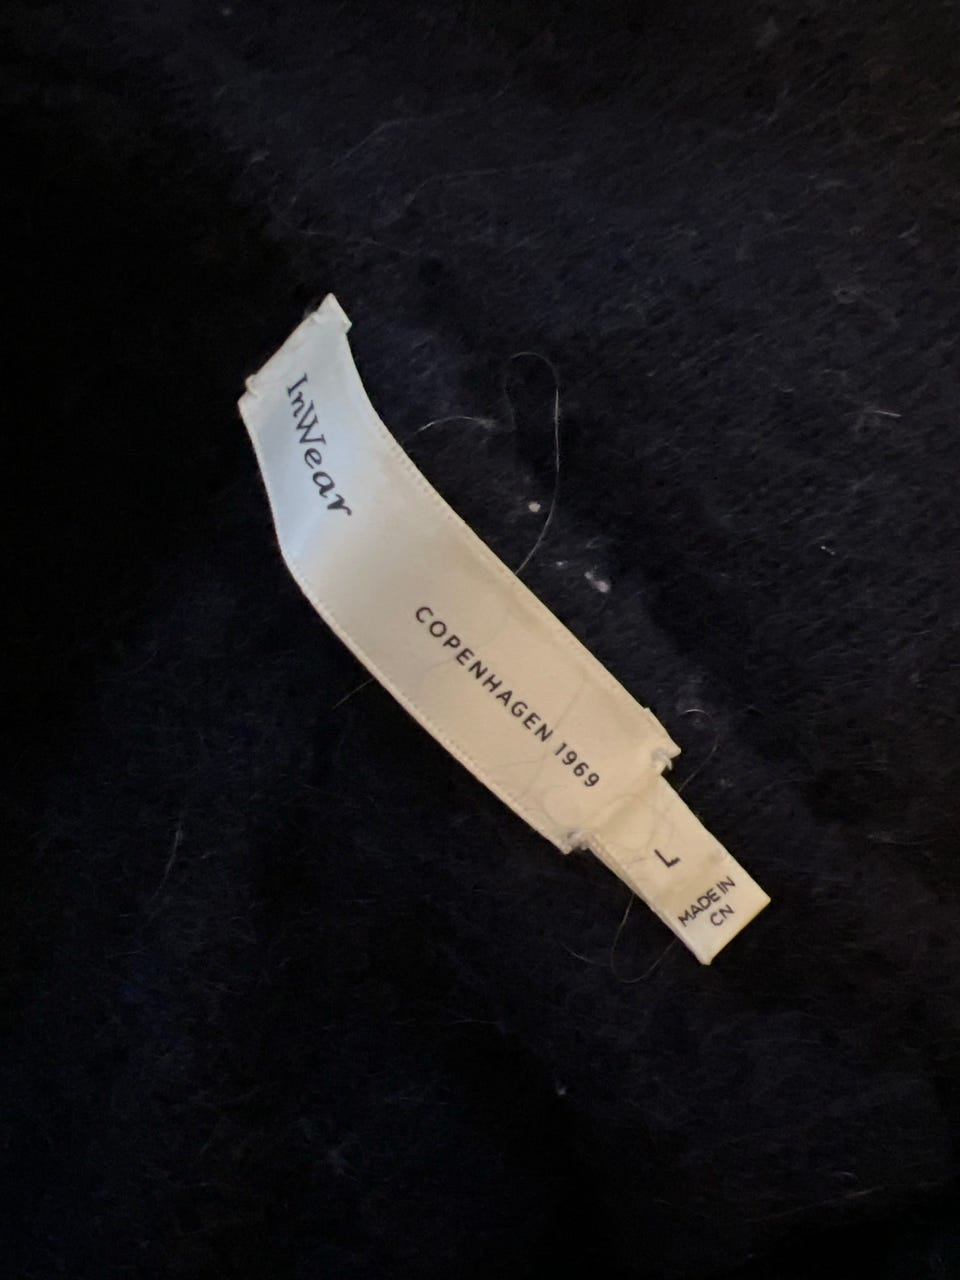 InWear
COPENHAGEN 1969
L
MADE IN
CN